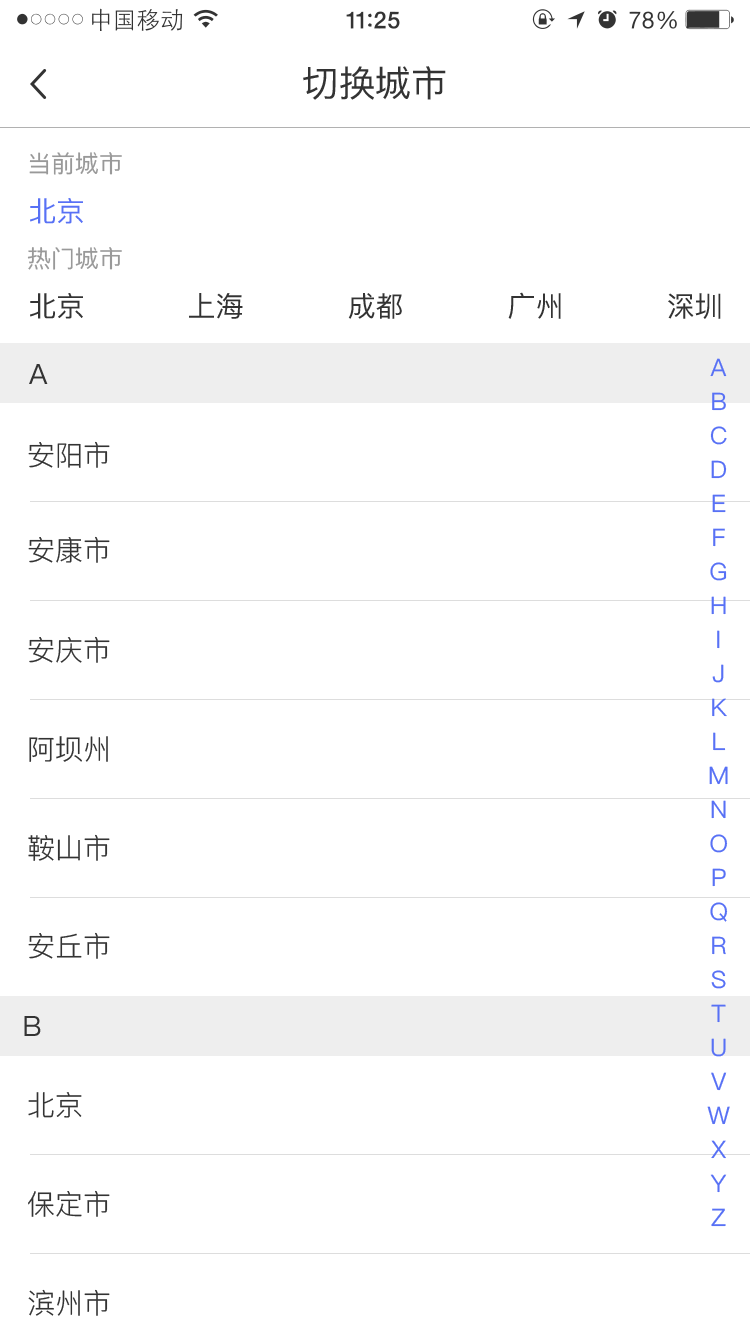 中国移动 11:25 78%
切换城市
当前城市
北京
热门城市
北京 上海 成都 广州 深圳
A
安阳市
安康市
安庆市
阿坝州
鞍山市
安丘市
B
北京
保定市
滨州市
A
B
C
D
E
F
G
H
I
J
K
L
M
N
O
P
Q
R
S
T
U
V
W
X
Y
Z